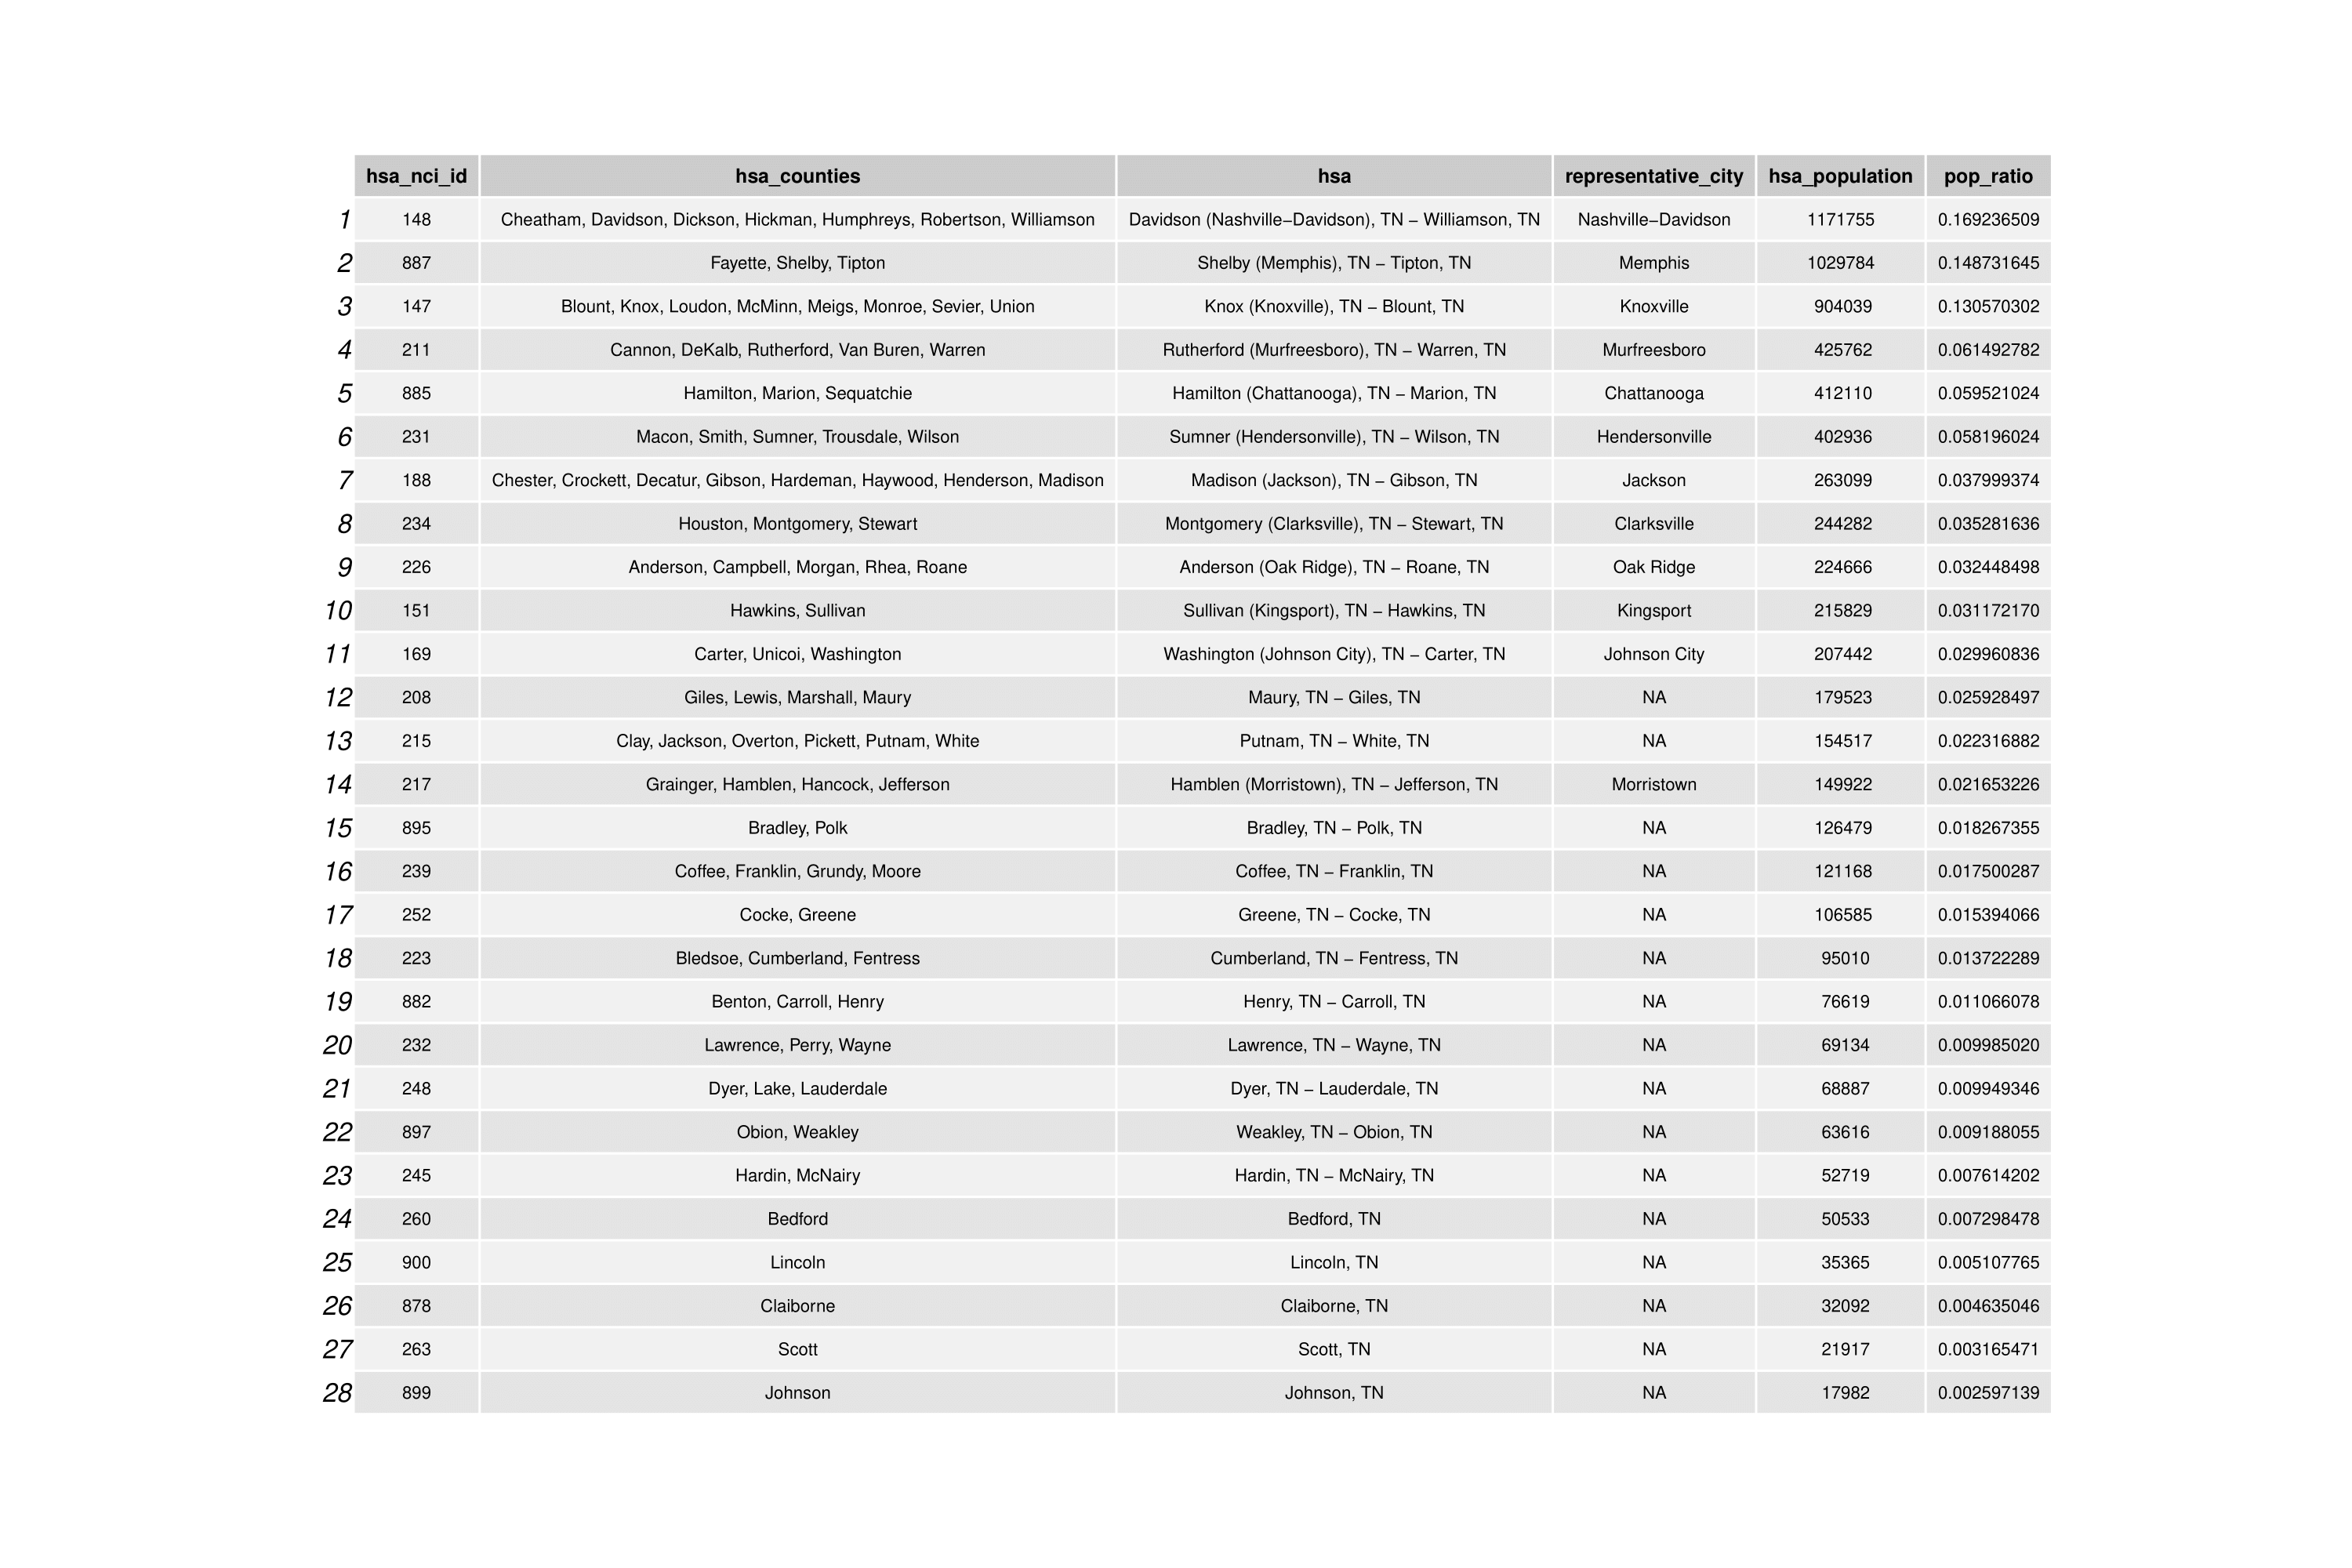 hsa_nci_id hsa_counties hsa representative_city hsa_population pop_ratio
1 148 Cheatham, Davidson, Dickson, Hickman, Humphreys, Robertson, Williamson Davidson (Nashville−Davidson), TN − Williamson, TN Nashville−Davidson 1171755 0.169236509
2 887 Fayette, Shelby, Tipton Shelby (Memphis), TN − Tipton, TN Memphis 1029784 0.148731645
3 147 Blount, Knox, Loudon, McMinn, Meigs, Monroe, Sevier, Union Knox (Knoxville), TN − Blount, TN Knoxville 904039 0.130570302
4 211 Cannon, DeKalb, Rutherford, Van Buren, Warren Rutherford (Murfreesboro), TN − Warren, TN Murfreesboro 425762 0.061492782
5 885 Hamilton, Marion, Sequatchie Hamilton (Chattanooga), TN − Marion, TN Chattanooga 412110 0.059521024
6 231 Macon, Smith, Sumner, Trousdale, Wilson Sumner (Hendersonville), TN − Wilson, TN Hendersonville 402936 0.058196024
7 188 Chester, Crockett, Decatur, Gibson, Hardeman, Haywood, Henderson, Madison Madison (Jackson), TN − Gibson, TN Jackson 263099 0.037999374
8 234 Houston, Montgomery, Stewart Montgomery (Clarksville), TN − Stewart, TN Clarksville 244282 0.035281636
9 226 Anderson, Campbell, Morgan, Rhea, Roane Anderson (Oak Ridge), TN − Roane, TN Oak Ridge 224666 0.032448498
10 151 Hawkins, Sullivan Sullivan (Kingsport), TN − Hawkins, TN Kingsport 215829 0.031172170
11 169 Carter, Unicoi, Washington Washington (Johnson City), TN − Carter, TN Johnson City 207442 0.029960836
12 208 Giles, Lewis, Marshall, Maury Maury, TN − Giles, TN NA 179523 0.025928497
13 215 Clay, Jackson, Overton, Pickett, Putnam, White Putnam, TN − White, TN NA 154517 0.022316882
14 217 Grainger, Hamblen, Hancock, Jefferson Hamblen (Morristown), TN − Jefferson, TN Morristown 149922 0.021653226
15 895 Bradley, Polk Bradley, TN − Polk, TN NA 126479 0.018267355
16 239 Coffee, Franklin, Grundy, Moore Coffee, TN − Franklin, TN NA 121168 0.017500287
17 252 Cocke, Greene Greene, TN − Cocke, TN NA 106585 0.015394066
18 223 Bledsoe, Cumberland, Fentress Cumberland, TN − Fentress, TN NA 95010 0.013722289
19 882 Benton, Carroll, Henry Henry, TN − Carroll, TN NA 76619 0.011066078
20 232 Lawrence, Perry, Wayne Lawrence, TN − Wayne, TN NA 69134 0.009985020
21 248 Dyer, Lake, Lauderdale Dyer, TN − Lauderdale, TN NA 68887 0.009949346
22 897 Obion, Weakley Weakley, TN − Obion, TN NA 63616 0.009188055
23 245 Hardin, McNairy Hardin, TN − McNairy, TN NA 52719 0.007614202
24 260 Bedford Bedford, TN NA 50533 0.007298478
25 900 Lincoln Lincoln, TN NA 35365 0.005107765
26 878 Claiborne Claiborne, TN NA 32092 0.004635046
27 263 Scott Scott, TN NA 21917 0.003165471
28 899 Johnson Johnson, TN NA 17982 0.002597139